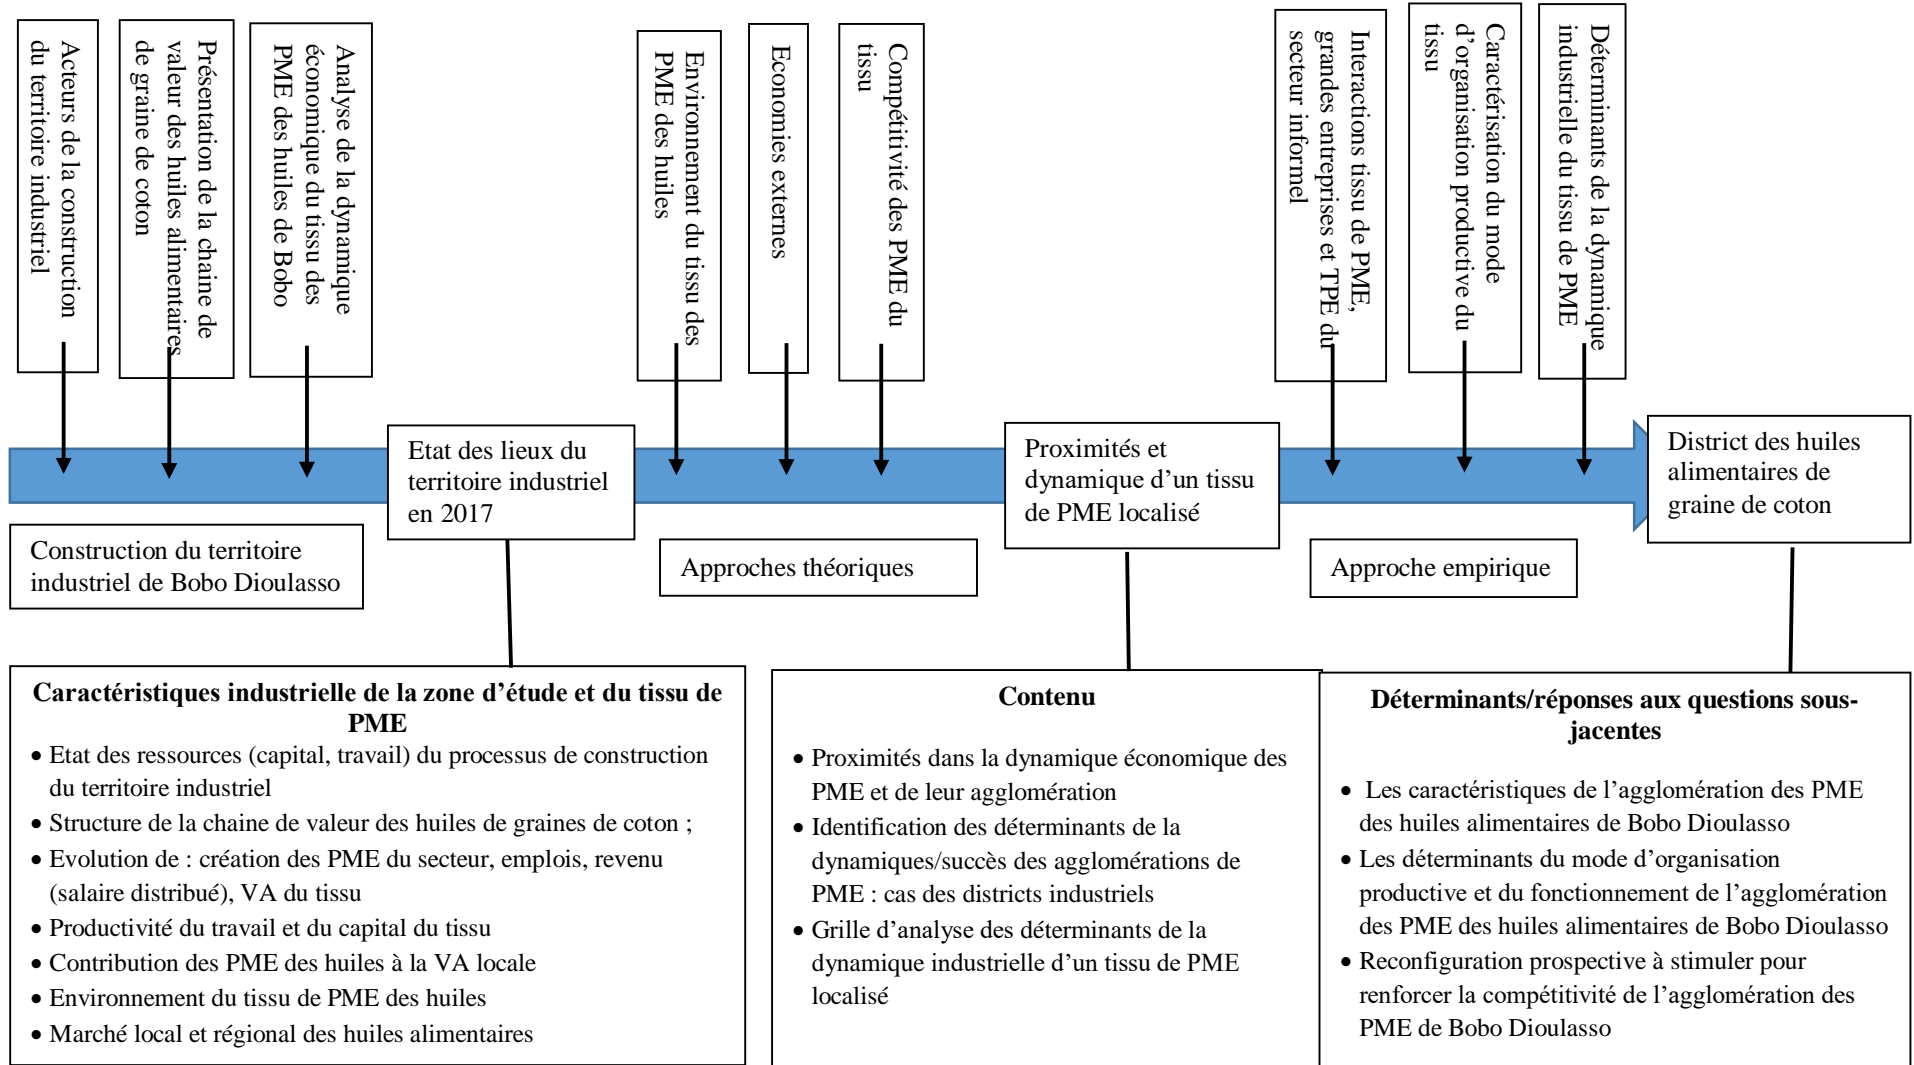 Acteurs de la construction
du territoire industriel
Présentation de la chaine de
valeur des huiles alimentaires
de graine de coton
Analyse de la dynamique
économique du tissu des
PME des huiles de Bobo
Environnement du tissu des
PME des huiles
Economies externes
Compétitivité des PME du
tissu
Interactions tissu de PME,
grandes entreprises et TPE du
secteur informel
Caractérisation du mode
d’organisation productive du
tissu
Déterminants de la dynamique
industrielle du tissu de PME
Etat des lieux du
territoire industriel
en 2017
Proximités et
dynamique d’un tissu
de PME localisé
District des huiles
alimentaires de
graine de coton
Construction du territoire
industriel de Bobo Dioulasso
Approches théoriques
Approche empirique
Caractéristiques industrielle de la zone d’étude et du tissu de
PME
• Etat des ressources (capital, travail) du processus de construction
du territoire industriel
• Structure de la chaine de valeur des huiles de graines de coton ;
• Evolution de : création des PME du secteur, emplois, revenu
(salaire distribué), VA du tissu
• Productivité du travail et du capital du tissu
• Contribution des PME des huiles à la VA locale
• Environnement du tissu de PME des huiles
• Marché local et régional des huiles alimentaires
Contenu
• Proximités dans la dynamique économique des
PME et de leur agglomération
• Identification des déterminants de la
dynamiques/succès des agglomérations de
PME : cas des districts industriels
• Grille d’analyse des déterminants de la
dynamique industrielle d’un tissu de PME
localisé
Déterminants/réponses aux questions sous-
jacentes
• Les caractéristiques de l’agglomération des PME
des huiles alimentaires de Bobo Dioulasso
• Les déterminants du mode d’organisation
productive et du fonctionnement de l’agglomération
des PME des huiles alimentaires de Bobo Dioulasso
• Reconfiguration prospective à stimuler pour
renforcer la compétitivité de l’agglomération des
PME de Bobo Dioulasso